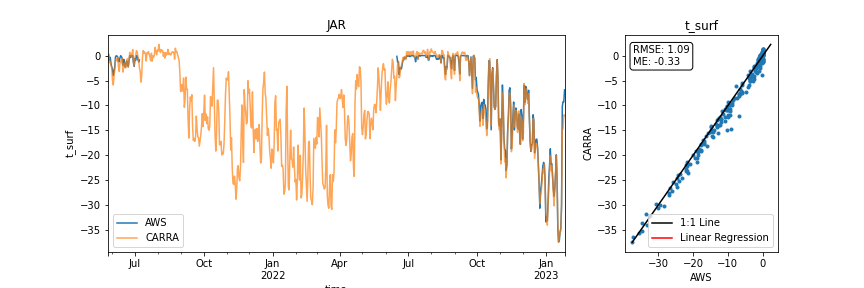 JAR
t_surf
0
−5
−10
−15
−20
−25
−30
−35
t_surf
AWS
CARRA
Jul
Oct
Jan
2022
Apr
Jul
Oct
Jan
2023
time
t_surf
RMSE: 1.09
ME: -0.33
0
−5
−10
−15
−20
−25
−30
−35
CARRA
1:1 Line
Linear Regression
−30
−20
−10
0
AWS